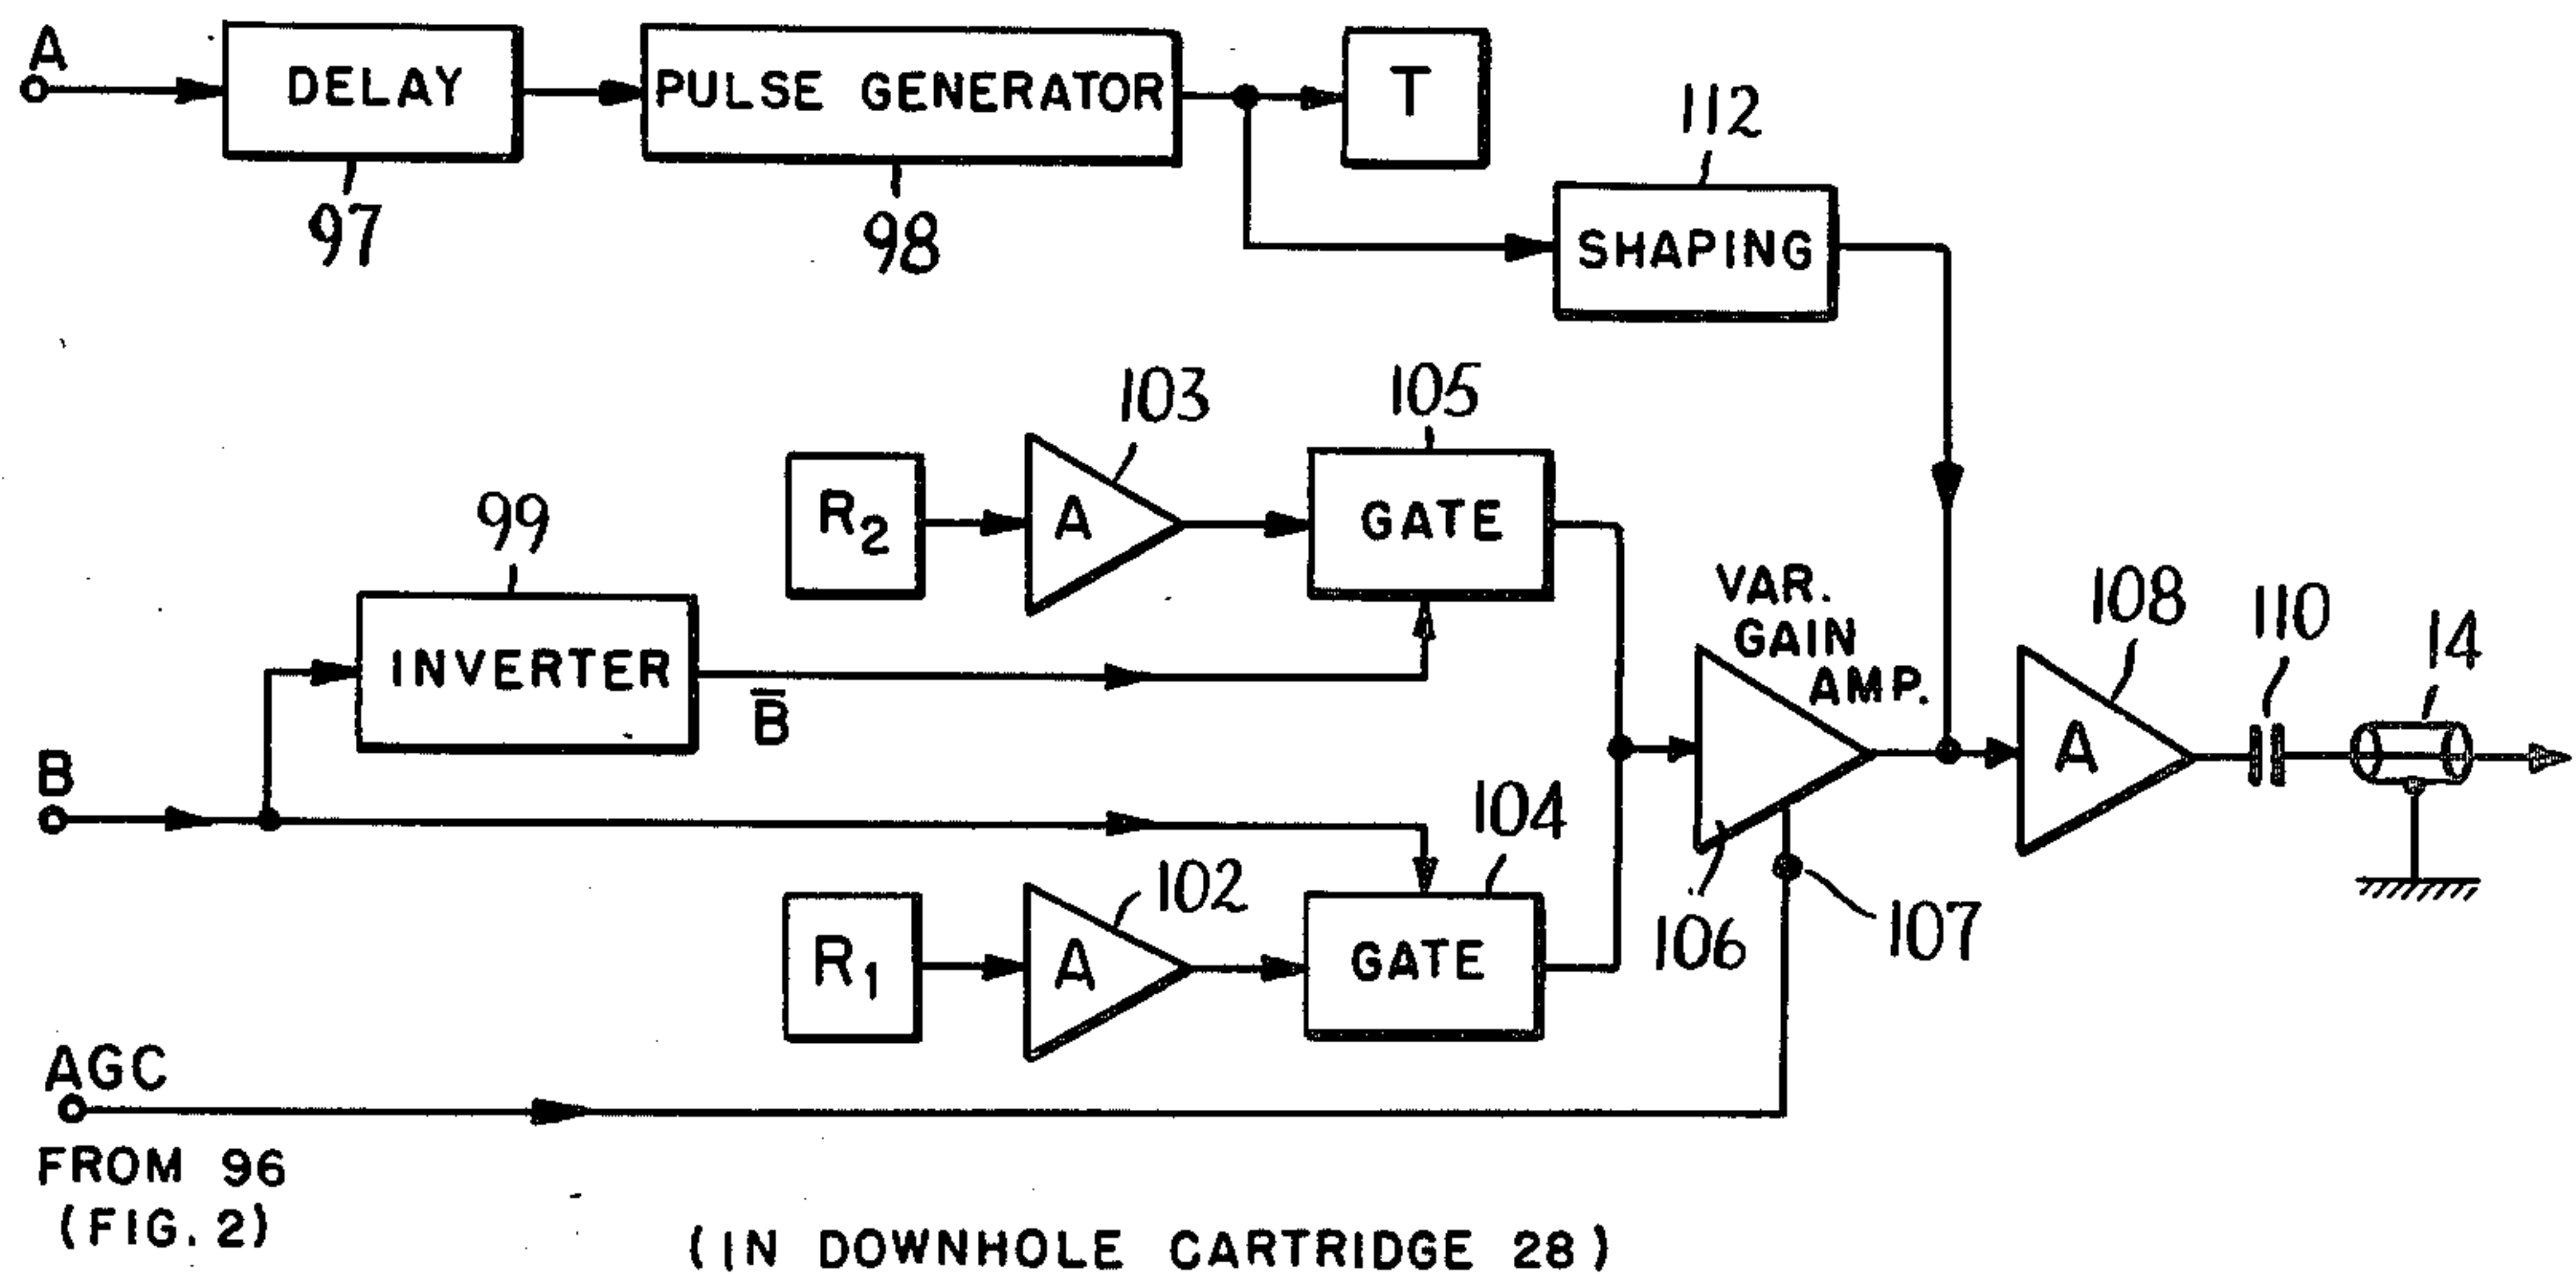 A
DELAY
PULSE GENERATOR
T
97
98
112
SHAPING
103
105
R2
A
GATE
99
INVERTER
B̅
VAR.
GAIN
AMP.
108
110
14
B
A
104
102
R1
A
GATE
106
107
AGC
FROM 96
(FIG. 2)
(IN DOWNHOLE CARTRIDGE 28)